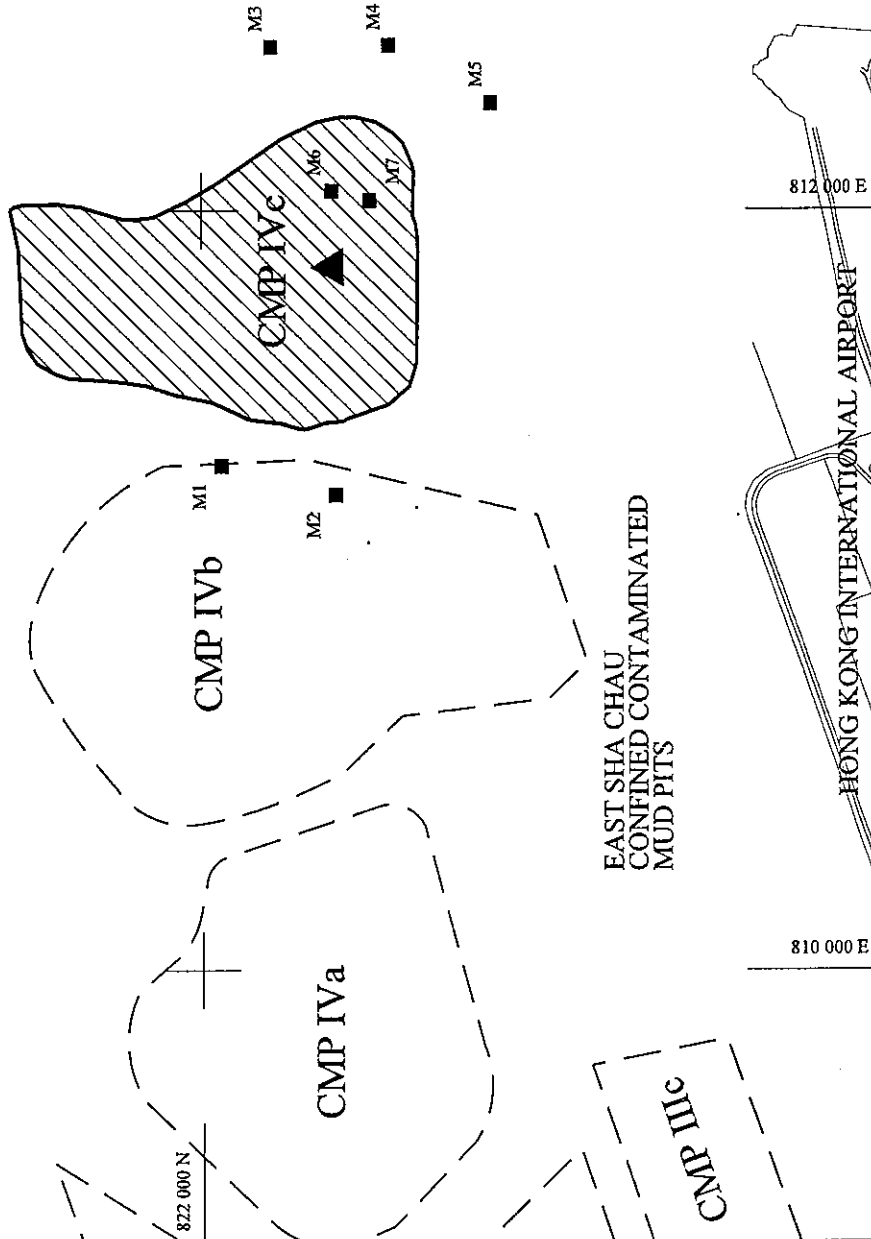 M3
M4
M5
M6
M7
CMP IVc
M1
M2
CMP IVb
CMP IVa
822 000 N
EAST SHA CHAU
CONFINED CONTAMINATED
MUD PITS
CMP IIIc
812 000 E
HONG KONG INTERNATIONAL AIRPORT
810 000 E